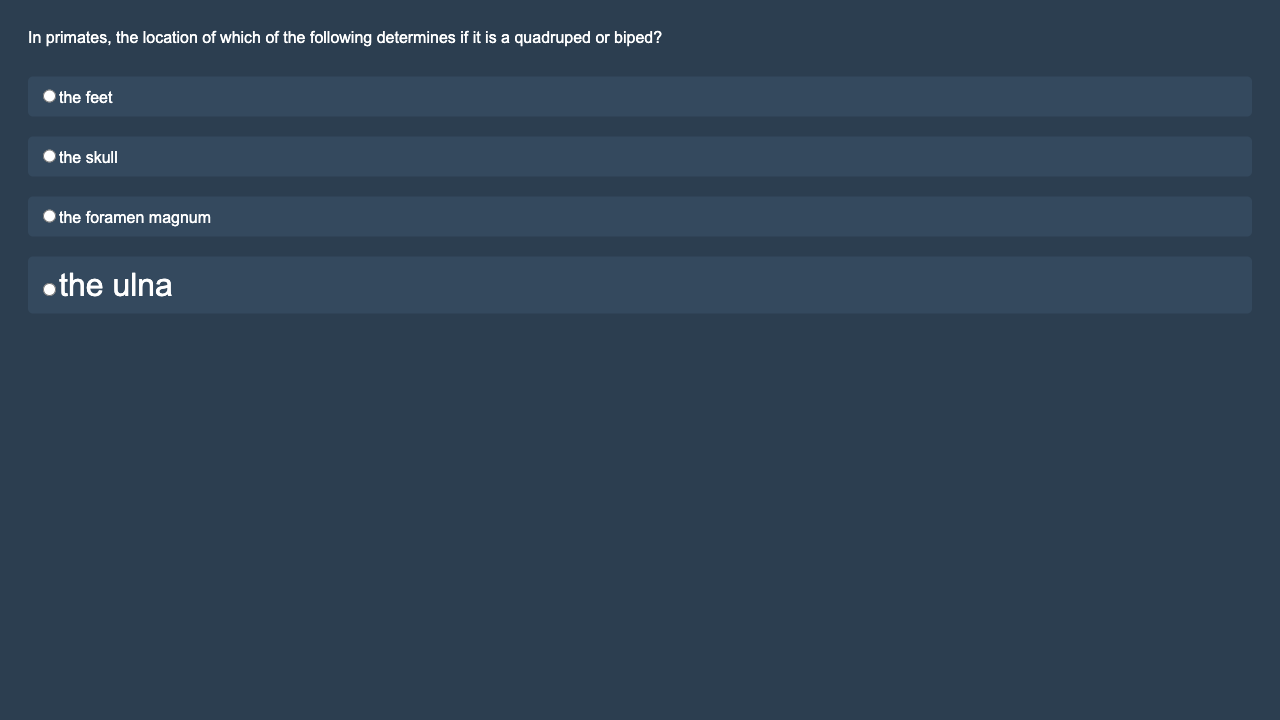 In primates, the location of which of the following determines if it is a quadruped or biped?
the feet
the skull
the foramen magnum
the ulna